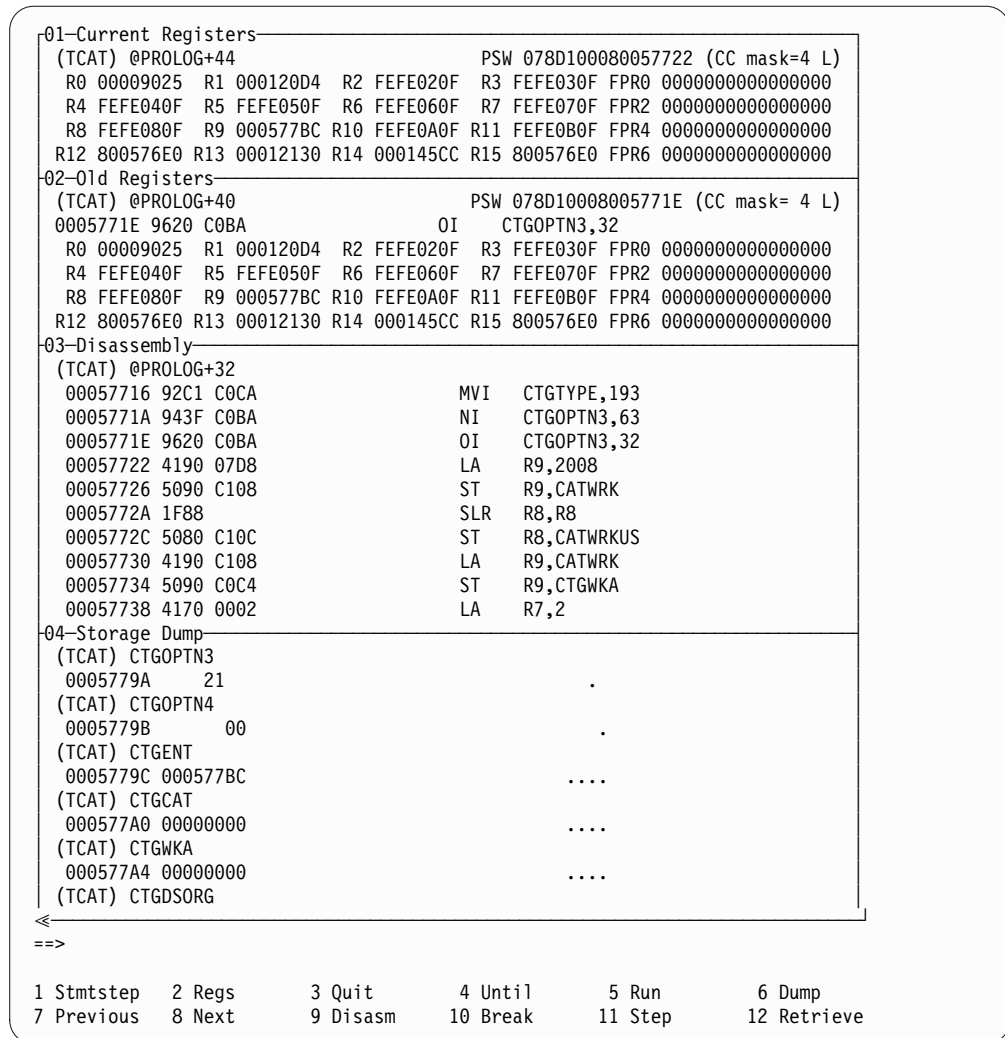 01─Current Registers
(TCAT) @PROLOG+44 PSW 078D100080057722 (CC mask=4 L)
R0 00009025 R1 000120D4 R2 FEFE020F R3 FEFE030F FPR0 0000000000000000
R4 FEFE040F R5 FEFE050F R6 FEFE060F R7 FEFE070F FPR2 0000000000000000
R8 FEFE080F R9 000577BC R10 FEFE0A0F R11 FEFE0B0F FPR4 0000000000000000
R12 800576E0 R13 00012130 R14 000145CC R15 800576E0 FPR6 0000000000000000
02─Old Registers
(TCAT) @PROLOG+40 PSW 078D10008005771E (CC mask= 4 L)
0005771E 9620 C0BA OI CTGOPTN3,32
R0 00009025 R1 000120D4 R2 FEFE020F R3 FEFE030F FPR0 0000000000000000
R4 FEFE040F R5 FEFE050F R6 FEFE060F R7 FEFE070F FPR2 0000000000000000
R8 FEFE080F R9 000577BC R10 FEFE0A0F R11 FEFE0B0F FPR4 0000000000000000
R12 800576E0 R13 00012130 R14 000145CC R15 800576E0 FPR6 0000000000000000
03─Disassembly
(TCAT) @PROLOG+32
00057716 92C1 C0CA MVI CTGTYPE,193
0005771A 943F C0BA NI CTGOPTN3,63
0005771E 9620 C0BA OI CTGOPTN3,32
00057722 4190 07D8 LA R9,2008
00057726 5090 C108 ST R9,CATWRK
0005772A 1F88 SLR R8,R8
0005772C 5080 C10C ST R8,CATWRKUS
00057730 4190 C108 LA R9,CATWRK
00057734 5090 C0C4 ST R9,CTGWKA
00057738 4170 0002 LA R7,2
04─Storage Dump
(TCAT) CTGOPTN3
0005779A 21 .
(TCAT) CTGOPTN4
0005779B 00 .
(TCAT) CTGENT
0005779C 000577BC ....
(TCAT) CTGCAT
000577A0 00000000 ....
(TCAT) CTGWKA
000577A4 00000000 ....
(TCAT) CTGDSORG
≪
==>
1 Stmtstep 2 Regs 3 Quit 4 Until 5 Run 6 Dump
7 Previous 8 Next 9 Disasm 10 Break 11 Step 12 Retrieve